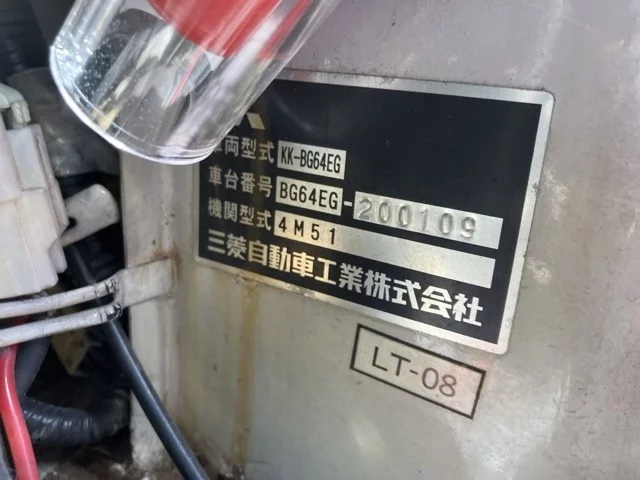 車両型式 KK-BG64EG
車台番号 BG64EG-200109
機関型式 4M51
三菱自動車工業株式会社
LT-08